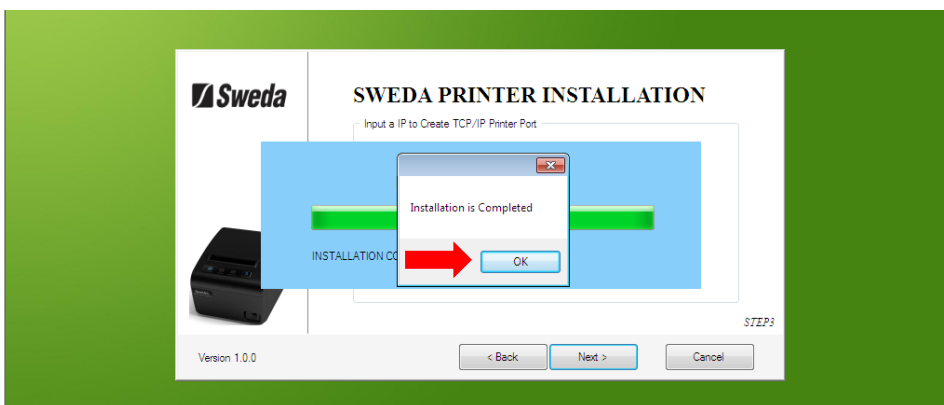 Sweda
SWEDA PRINTER INSTALLATION
Input a IP to Create TCP/IP Printer Port
Installation is Completed
INSTALLATION CO
OK
STEP3
Version 1.0.0
< Back
Next >
Cancel